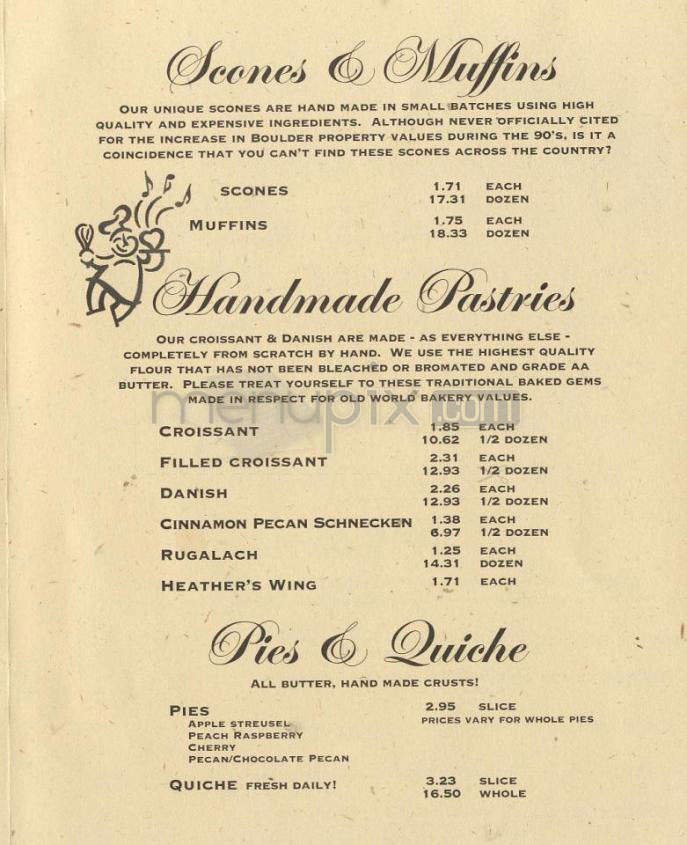 Scones & Muffins
OUR UNIQUE SCONES ARE HAND MADE IN SMALL BATCHES USING HIGH
QUALITY AND EXPENSIVE INGREDIENTS. ALTHOUGH NEVER OFFICIALLY CITED
FOR THE INCREASE IN BOULDER PROPERTY VALUES DURING THE 90'S, IS IT A
COINCIDENCE THAT YOU CAN'T FIND THESE SCONES ACROSS THE COUNTRY?
SCONES 1.71 EACH
17.31 DOZEN
MUFFINS 1.75 EACH
18.33 DOZEN
Handmade Pastries
OUR CROISSANT & DANISH ARE MADE - AS EVERYTHING ELSE -
COMPLETELY FROM SCRATCH BY HAND. WE USE THE HIGHEST QUALITY
FLOUR THAT HAS NOT BEEN BLEACHED OR BROMATED AND GRADE AA
BUTTER. PLEASE TREAT YOURSELF TO THESE TRADITIONAL BAKED GEMS
MADE IN RESPECT FOR OLD WORLD BAKERY VALUES.
menupix.com
CROISSANT 1.85 EACH
10.62 1/2 DOZEN
FILLED CROISSANT 2.31 EACH
12.93 1/2 DOZEN
DANISH 2.26 EACH
12.93 1/2 DOZEN
CINNAMON PECAN SCHNECKEN 1.38 EACH
6.97 1/2 DOZEN
RUGALACH 1.25 EACH
14.31 DOZEN
HEATHER'S WING 1.71 EACH
Pies & Quiche
ALL BUTTER, HAND MADE CRUSTS!
PIES 2.95 SLICE
APPLE STREUSEL PRICES VARY FOR WHOLE PIES
PEACH RASPBERRY
CHERRY
PECAN/CHOCOLATE PECAN
QUICHE FRESH DAILY! 3.23 SLICE
16.50 WHOLE